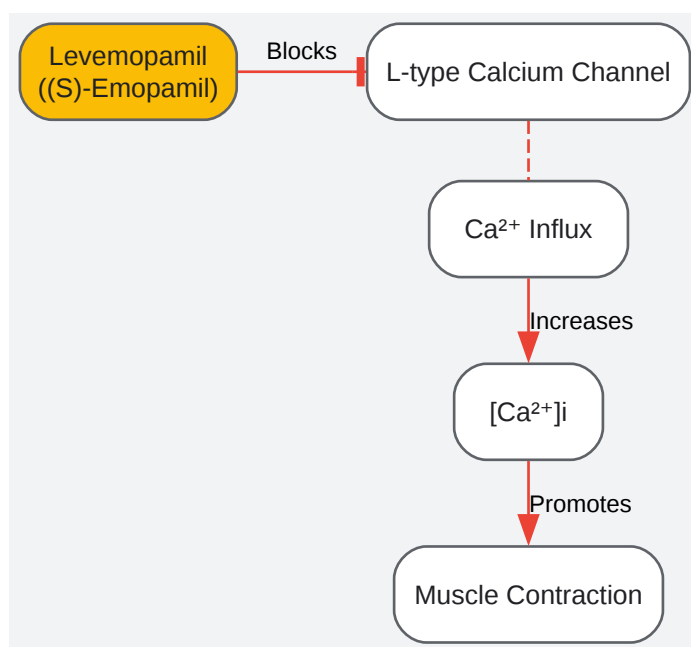 Levemopamil
((S)-Emopamil)
Blocks
L-type Calcium Channel
Ca²⁺ Influx
Increases
[Ca²⁺]i
Promotes
Muscle Contraction